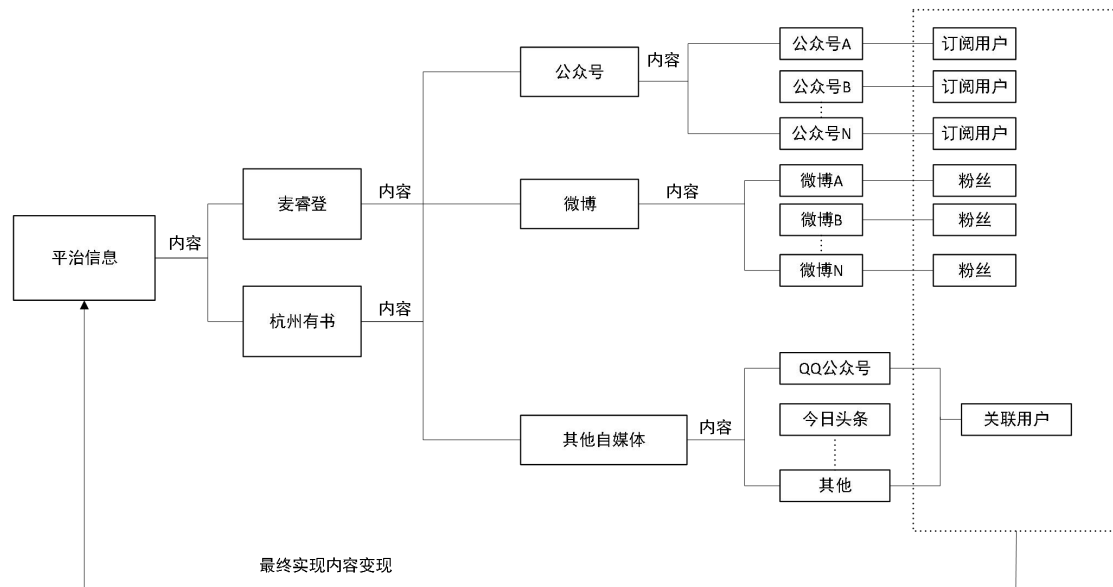 平治信息
内容
麦睿登
杭州有书
内容
内容
公众号
微博
其他自媒体
内容
内容
内容
公众号A
公众号B
公众号N
微博A
微博B
微博N
QQ公众号
今日头条
其他
订阅用户
订阅用户
订阅用户
粉丝
粉丝
粉丝
关联用户
最终实现内容变现